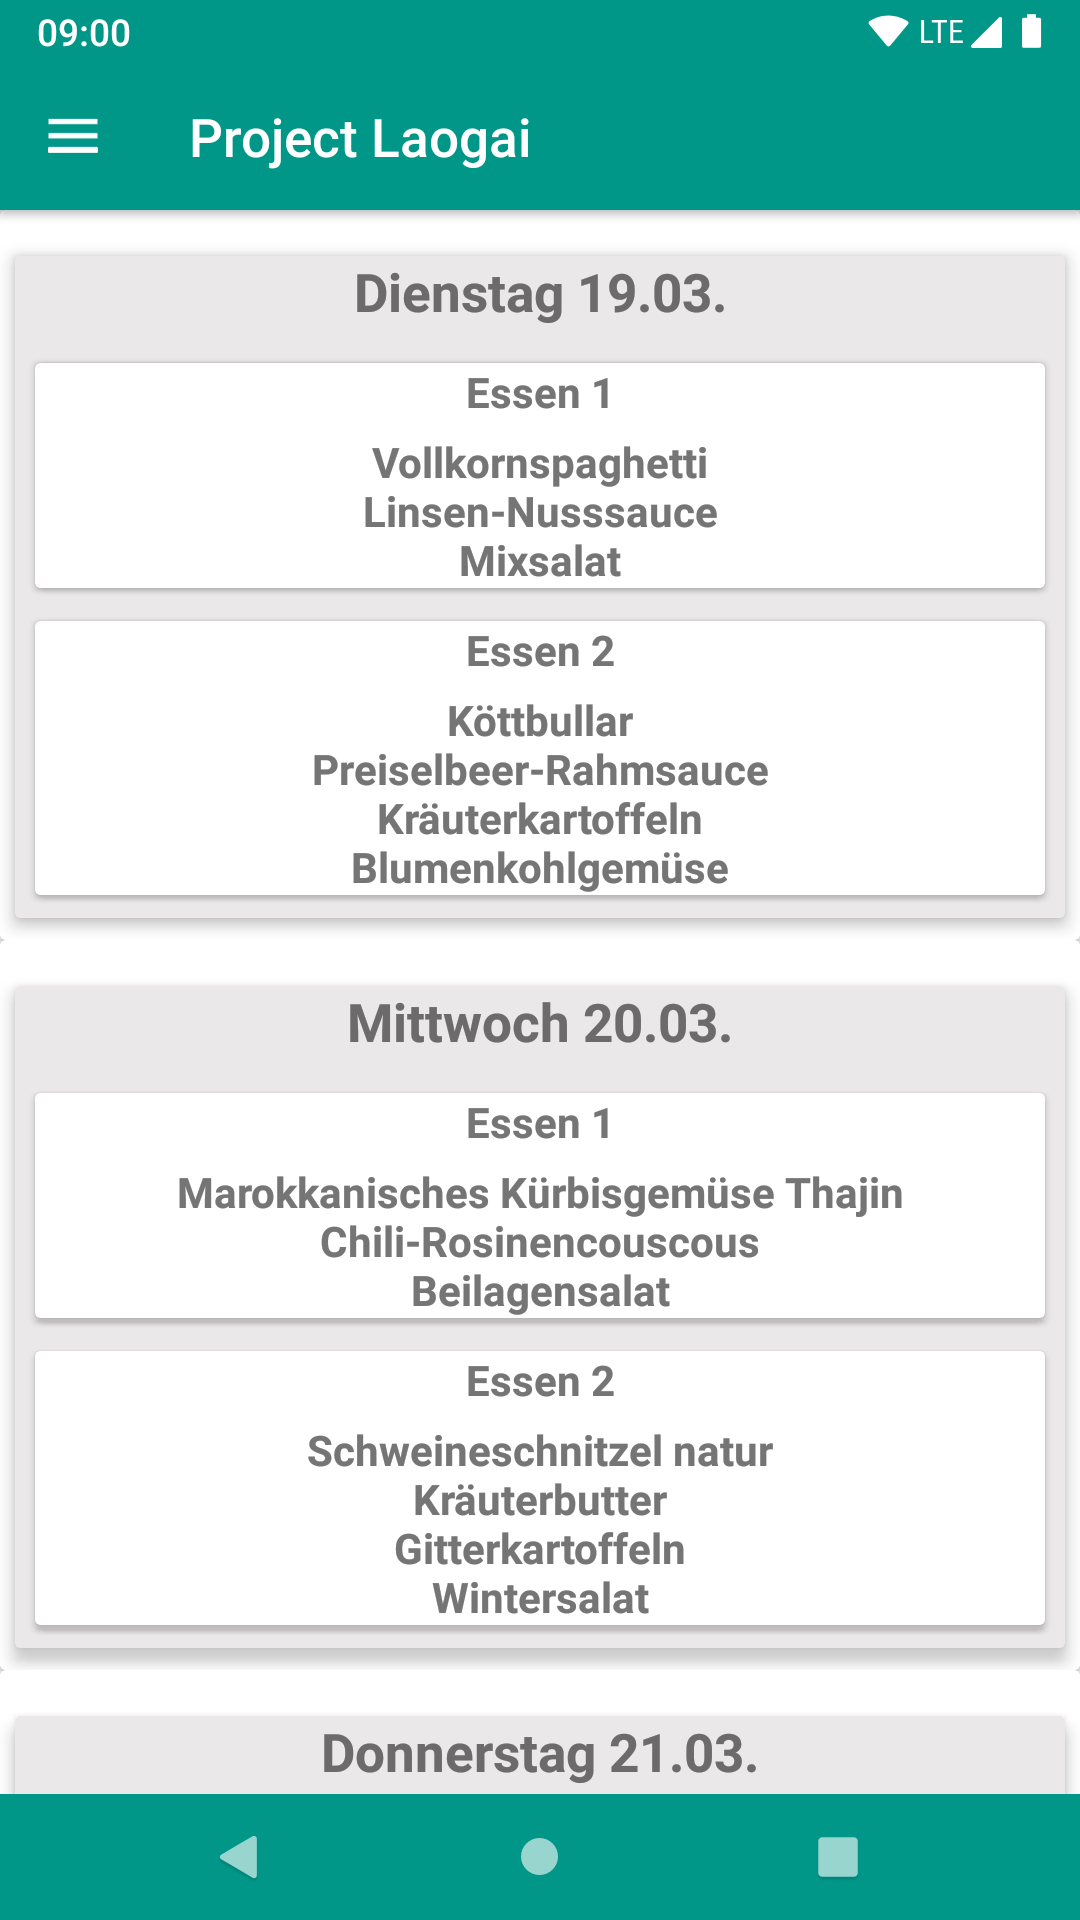 09:00 LTE
Project Laogai
Dienstag 19.03.
Essen 1
Vollkornspaghetti
Linsen-Nusssauce
Mixsalat
Essen 2
Köttbullar
Preiselbeer-Rahmsauce
Kräuterkartoffeln
Blumenkohlgemüse
Mittwoch 20.03.
Essen 1
Marokkanisches Kürbisgemüse Thajin
Chili-Rosinencouscous
Beilagensalat
Essen 2
Schweineschnitzel natur
Kräuterbutter
Gitterkartoffeln
Wintersalat
Donnerstag 21.03.